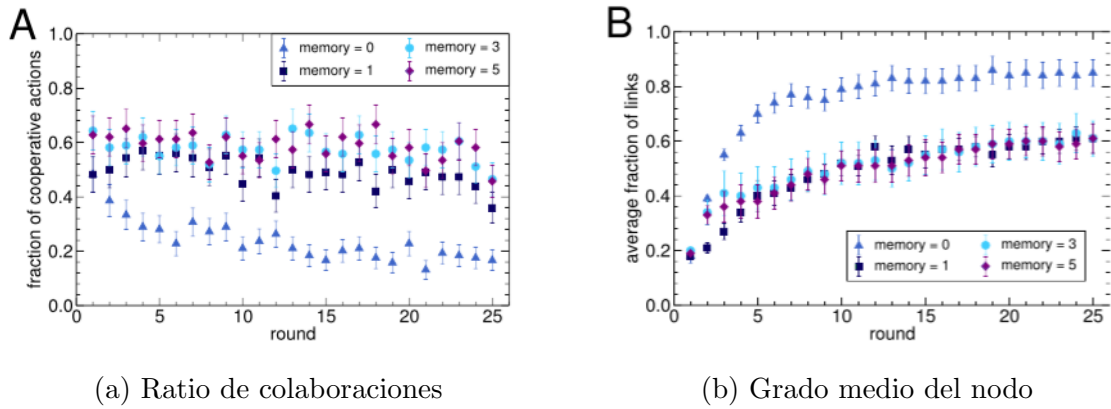 A
fraction of cooperative actions
1.0
0.8
0.6
0.4
0.2
0.0
memory = 0
memory = 1
memory = 3
memory = 5
0 5 10 15 20 25
round
(a) Ratio de colaboraciones
B
average fraction of links
1.0
0.8
0.6
0.4
0.2
0.0
memory = 0
memory = 1
memory = 3
memory = 5
0 5 10 15 20 25
round
(b) Grado medio del nodo